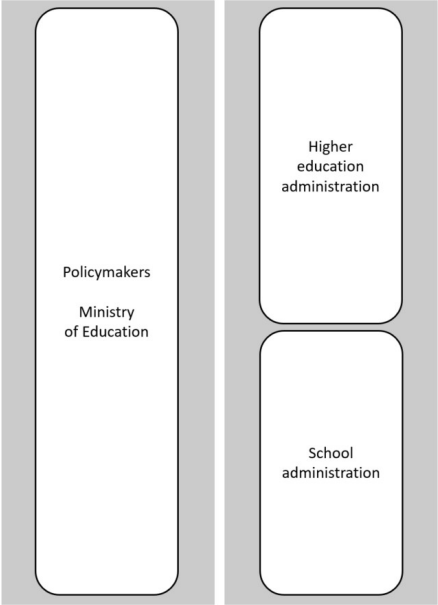 Policymakers
Ministry
of Education
Higher
education
administration
School
administration